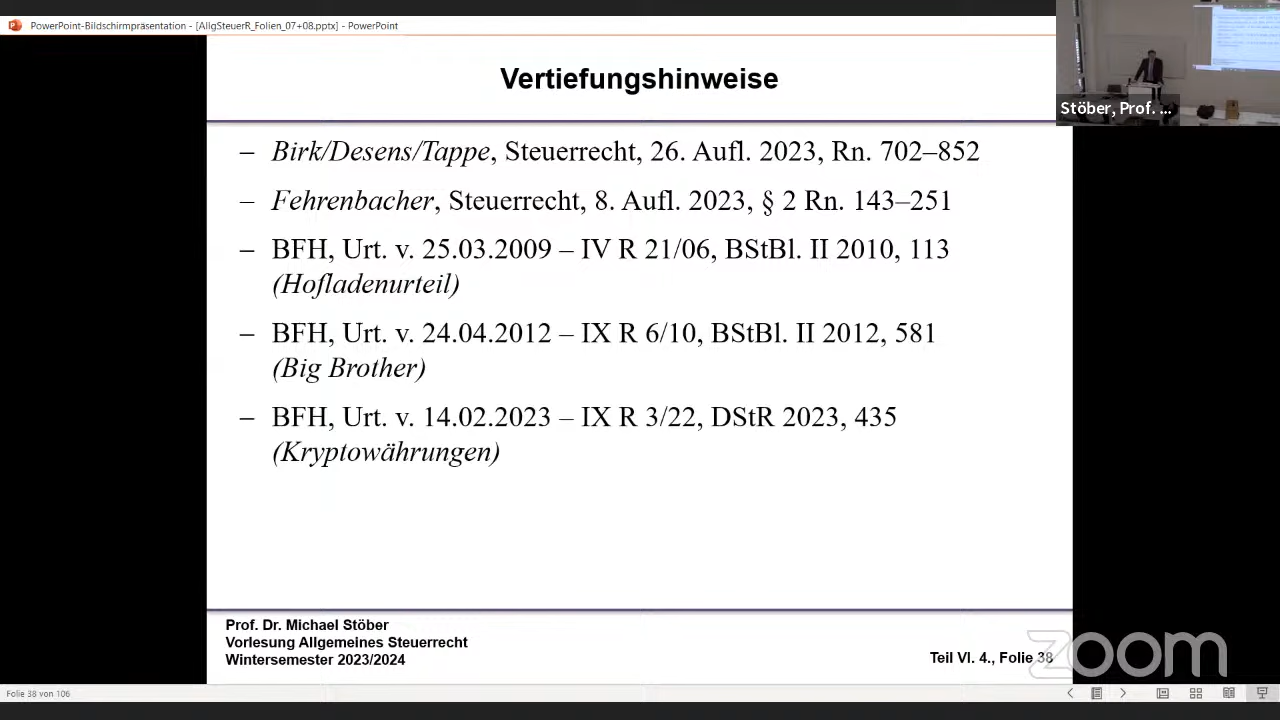 PowerPoint-Bildschirmpräsentation - [AllgSteuerR_Folien_07+08.pptx] - PowerPoint
Stöber, Prof. ...
Vertiefungshinweise
– Birk/Desens/Tappe, Steuerrecht, 26. Aufl. 2023, Rn. 702–852
– Fehrenbacher, Steuerrecht, 8. Aufl. 2023, § 2 Rn. 143–251
– BFH, Urt. v. 25.03.2009 – IV R 21/06, BStBl. II 2010, 113
(Hofladenurteil)
– BFH, Urt. v. 24.04.2012 – IX R 6/10, BStBl. II 2012, 581
(Big Brother)
– BFH, Urt. v. 14.02.2023 – IX R 3/22, DStR 2023, 435
(Kryptowährungen)
Prof. Dr. Michael Stöber
Vorlesung Allgemeines Steuerrecht
Wintersemester 2023/2024
Teil VI. 4., Folie 38
zoom
Folie 38 von 106